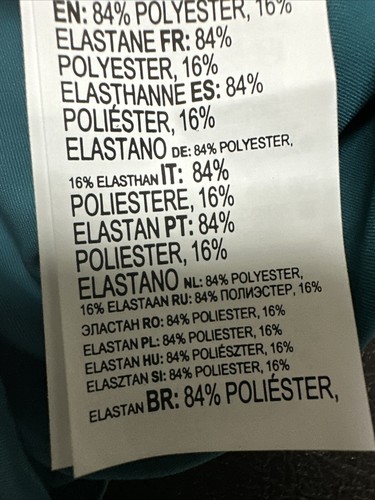 EN: 84% POLYESTER, 16%
ELASTANE FR: 84%
POLYESTER, 16%
ELASTHANNE ES: 84%
POLIÉSTER, 16%
ELASTANO DE: 84% POLYESTER,
16% ELASTHAN IT: 84%
POLIESTERE, 16%
ELASTAN PT: 84%
POLIESTER, 16%
ELASTANO NL: 84% POLYESTER,
16% ELASTAAN RU: 84% ПОЛИЭСТЕР, 16%
ЭЛАСТАН RO: 84% POLIESTER, 16%
ELASTAN PL: 84% POLIESTER, 16%
ELASTAN HU: 84% POLIÉSZTER, 16%
ELASZTAN SI: 84% POLIESTER, 16%
ELASTAN BR: 84% POLIÉSTER,